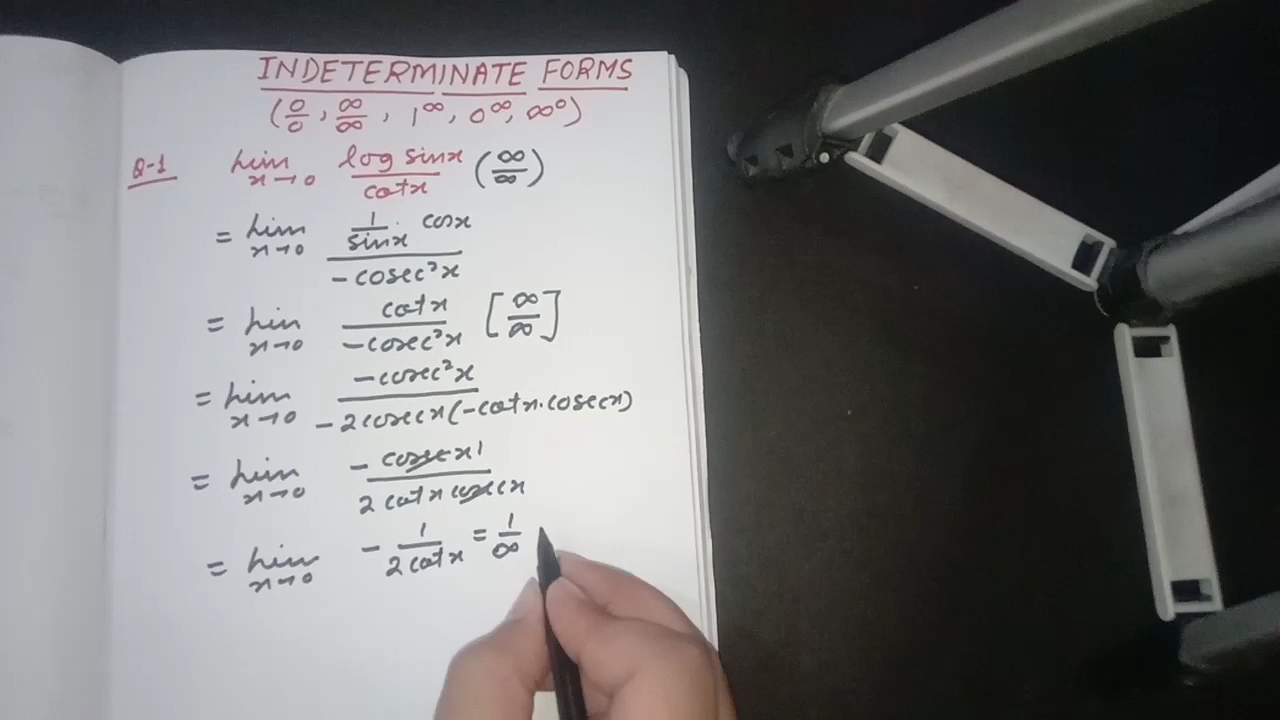 INDETERMINATE FORMS
(0/0, ∞/∞, 1^∞, 0^∞, ∞^0)
Q-1 lim x→0 log sinx / cotx (∞/∞)
= lim x→0 1/sinx · cosx / -cosec²x
= lim x→0 cotx / -cosec²x [∞/∞]
= lim x→0 -cosec²x / -2cosecx(-cotx.cosecx)
= lim x→0 - cosecx 1 / 2cotx cosecx
= lim x→0 - 1/2cotx = 1/∞